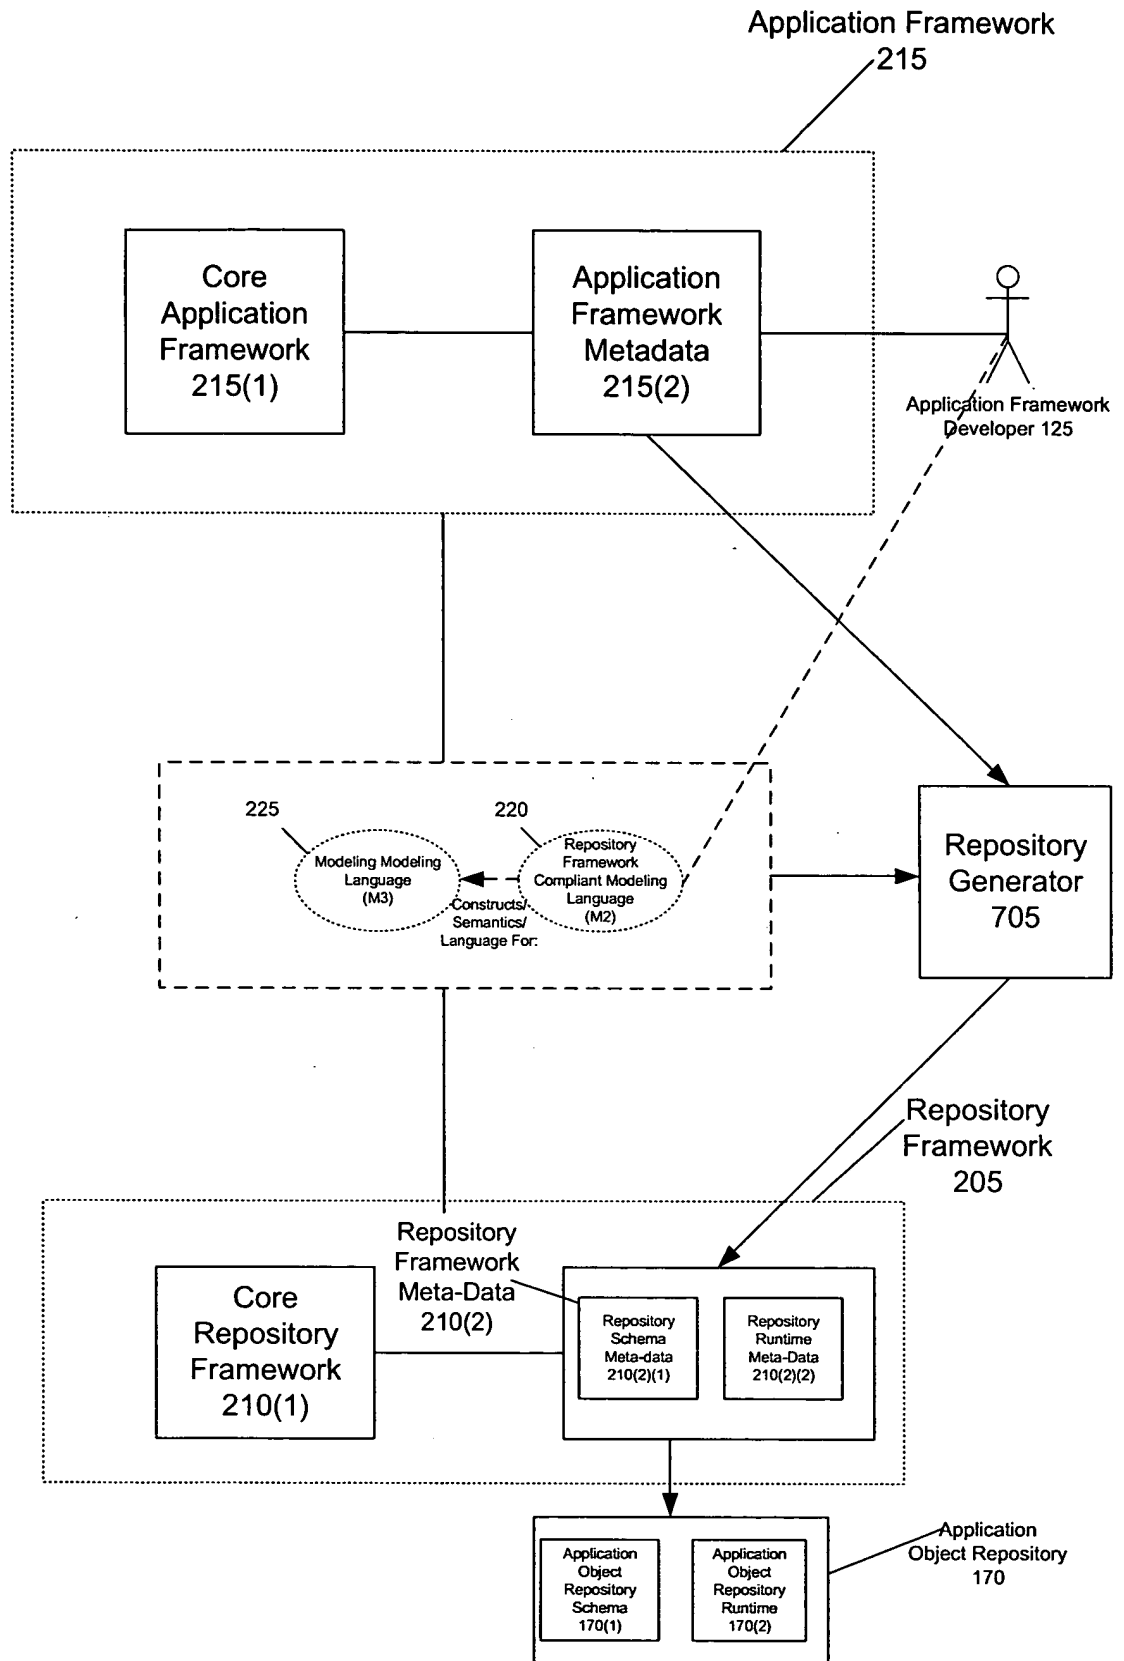 Application Framework
215
Core
Application
Framework
215(1)
Application
Framework
Metadata
215(2)
Application Framework
Developer 125
225
220
Modeling Modeling
Language
(M3)
Repository
Framework
Compliant Modeling
Language
(M2)
Constructs/
Semantics/
Language For:
Repository
Generator
705
Repository
Framework
205
Repository
Framework
Meta-Data
210(2)
Core
Repository
Framework
210(1)
Repository
Schema
Meta-data
210(2)(1)
Repository
Runtime
Meta-Data
210(2)(2)
Application
Object
Repository
Schema
170(1)
Application
Object
Repository
Runtime
170(2)
Application
Object Repository
170